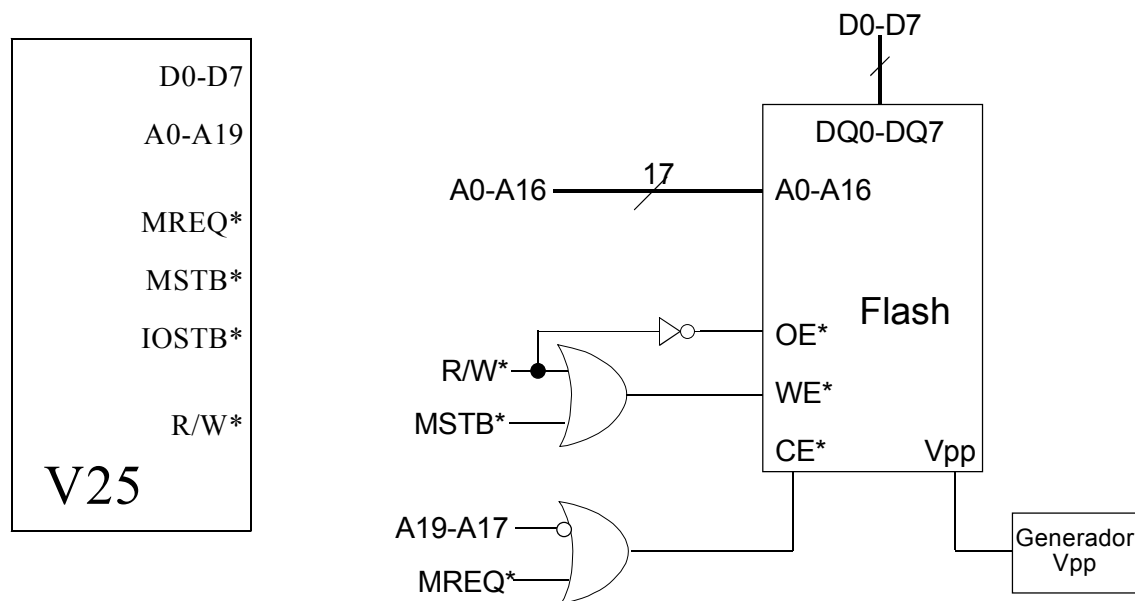 D0-D7
A0-A19
MREQ*
MSTB*
IOSTB*
R/W*
V25
D0-D7
DQ0-DQ7
17
A0-A16
A0-A16
Flash
OE*
R/W*
WE*
MSTB*
CE*
Vpp
A19-A17
MREQ*
Generador
Vpp